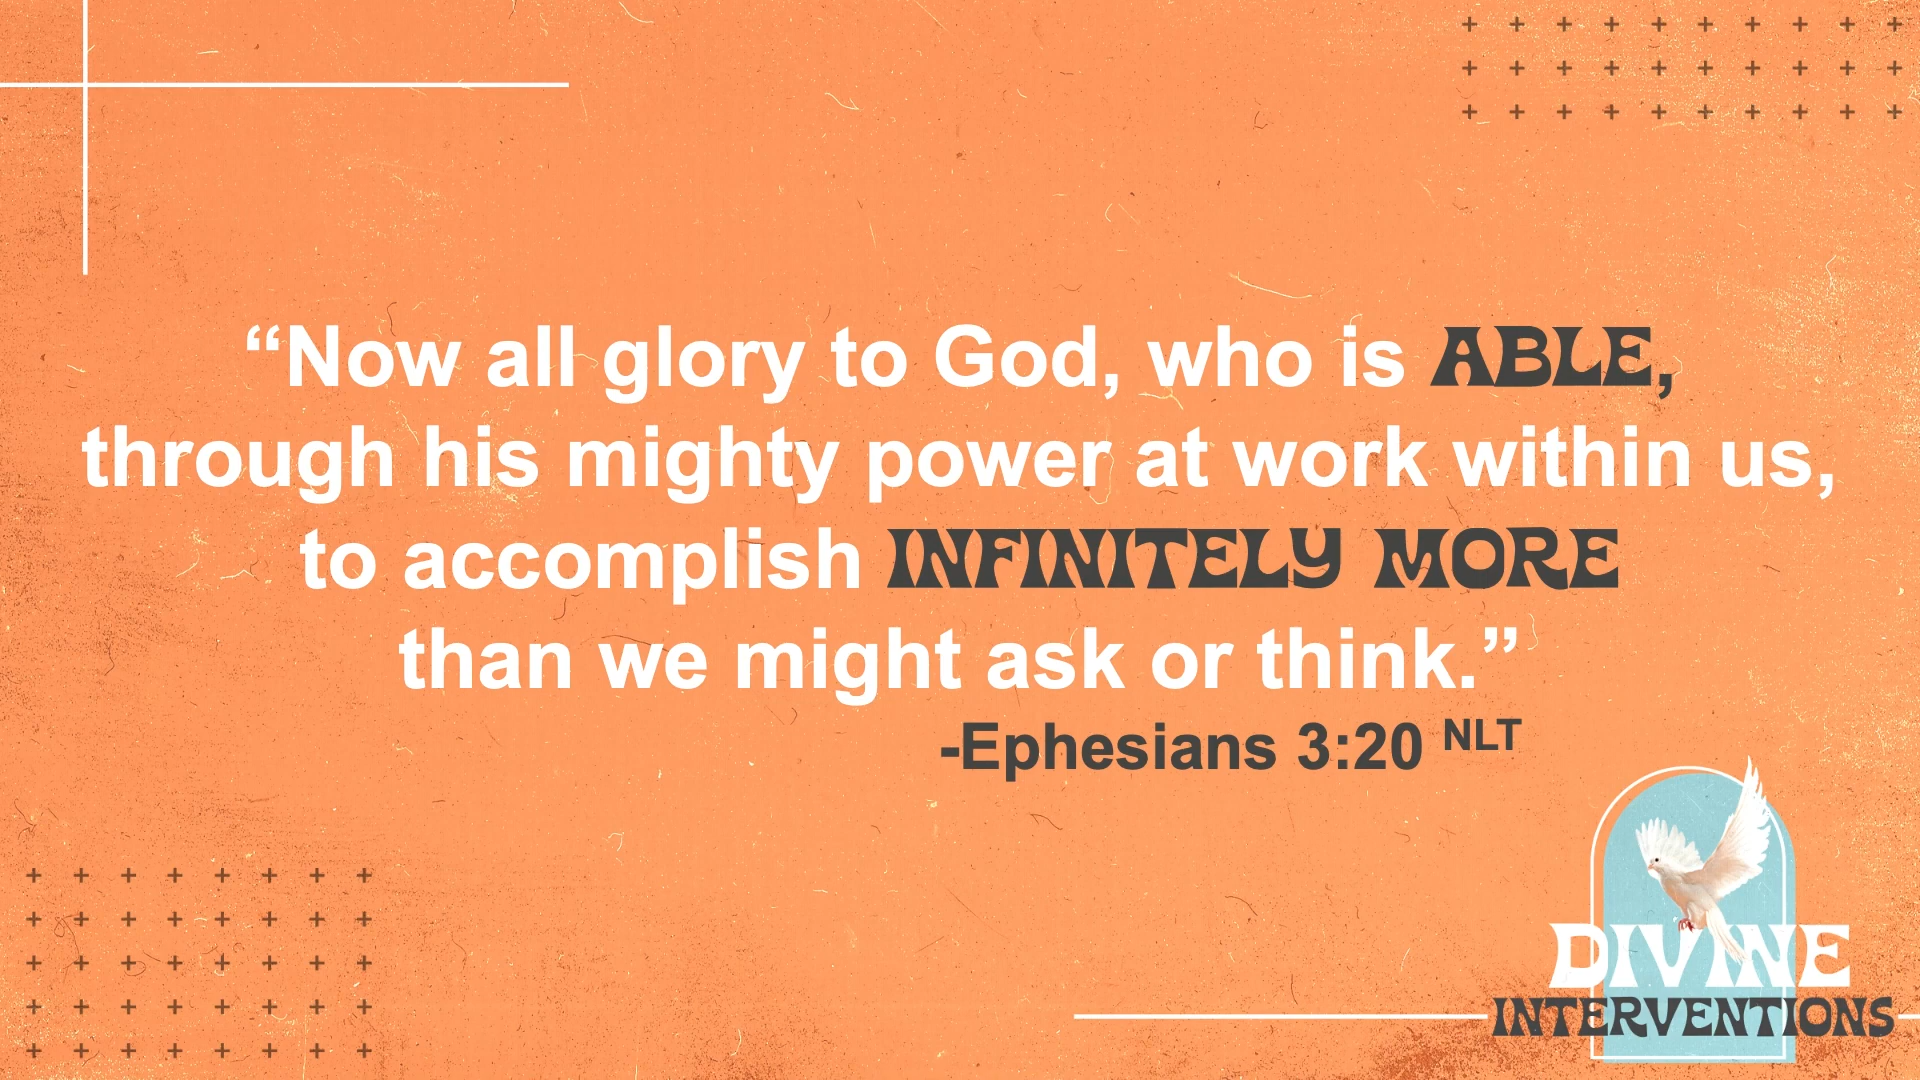 “Now all glory to God, who is ABLE,
through his mighty power at work within us,
to accomplish INFINITELY MORE
than we might ask or think.”
-Ephesians 3:20 NLT
DIVINE
INTERVENTIONS